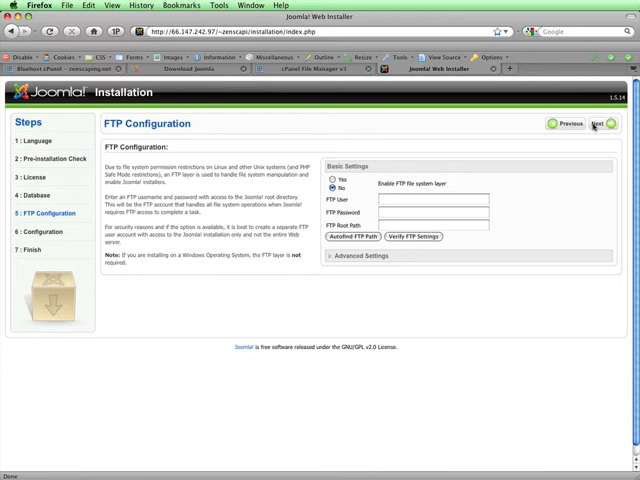 Firefox File Edit View History Bookmarks Tools Window Help
Joomla! Web Installer
http://66.147.242.97/~zenscapi/installation/index.php
Google
Disable Cookies CSS Forms Images Information Miscellaneous Outline Resize Tools View Source Options
Bluehost cPanel - zenscaping.net
Download Joomla
cPanel File Manager v3
Joomla! Web Installer
Joomla! Installation
1.5.14
Steps
1 : Language
2 : Pre-installation Check
3 : License
4 : Database
5 : FTP Configuration
6 : Configuration
7 : Finish
FTP Configuration
Previous
Next
FTP Configuration:
Due to file system permission restrictions on Linux and other Unix systems (and PHP
Safe Mode restrictions), an FTP layer is used to handle file system manipulation and
enable Joomla! installers.
Enter an FTP username and password with access to the Joomla! root directory.
This will be the FTP account that handles all file system operations when Joomla!
requires FTP access to complete a task.
For security reasons and if the option is available, it is best to create a separate FTP
user account with access to the Joomla! installation only and not the entire Web
server.
Note: If you are installing on a Windows Operating System, the FTP layer is not
required.
Basic Settings
Yes
No
Enable FTP file system layer
FTP User
FTP Password
FTP Root Path
Autofind FTP Path
Verify FTP Settings
Advanced Settings
Joomla! is free software released under the GNU/GPL v2.0 License.
Done